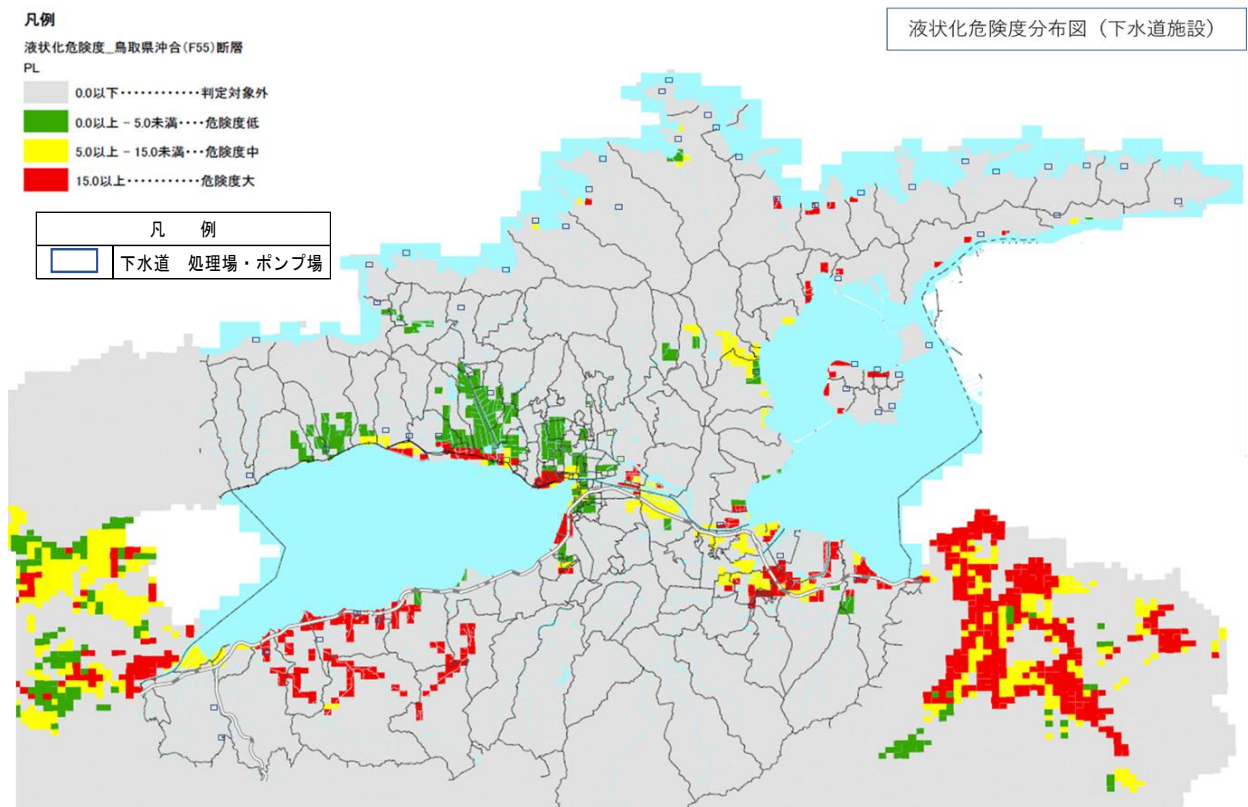 凡例
液状化危険度_鳥取県沖合(F55)断層
PL
0.0以下・・・・・・・・・・・・判定対象外
0.0以上 - 5.0未満・・・・危険度低
5.0以上 - 15.0未満・・・危険度中
15.0以上・・・・・・・・・・・危険度大
凡 例
下水道 処理場・ポンプ場
液状化危険度分布図（下水道施設）